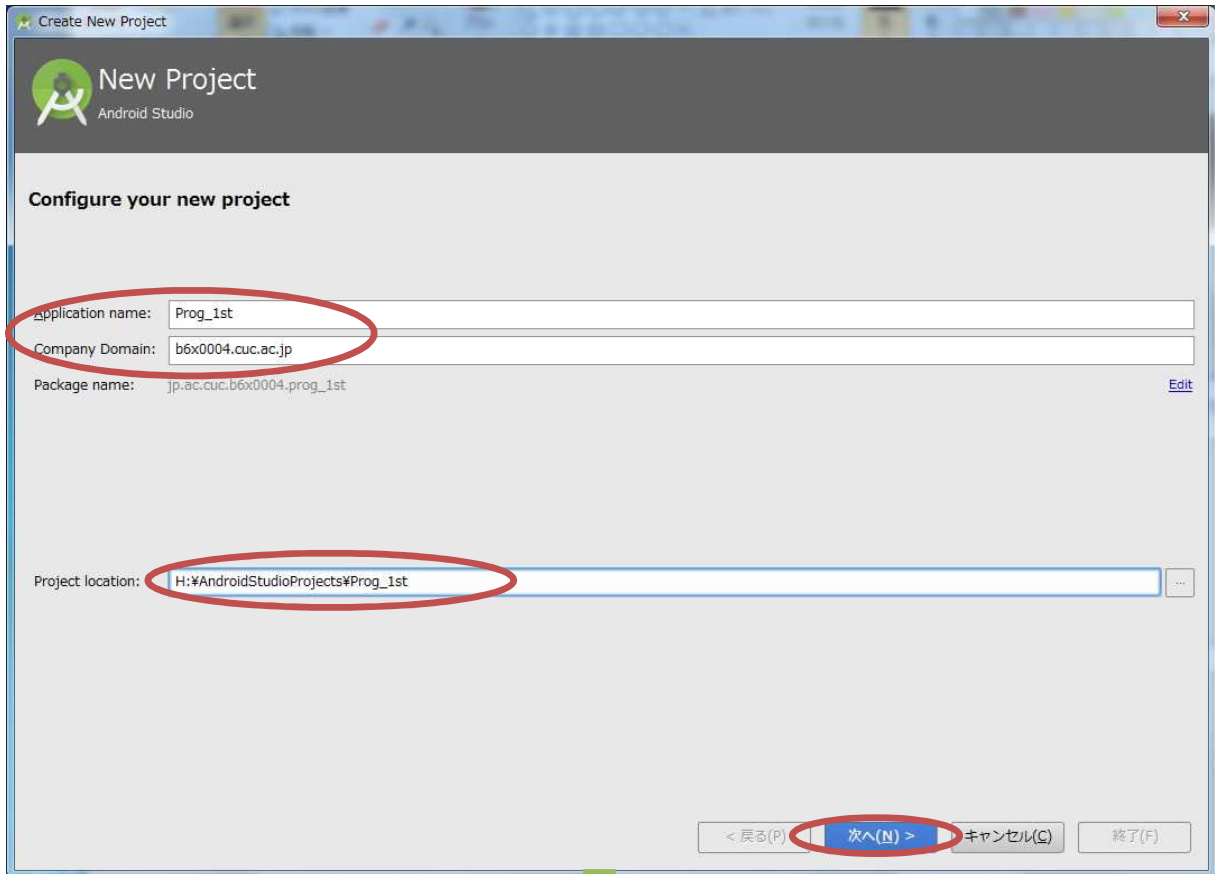 Create New Project
New Project
Android Studio
Configure your new project
Application name: Prog_1st
Company Domain: b6x0004.cuc.ac.jp
Package name: jp.ac.cuc.b6x0004.prog_1st Edit
Project location: H:¥AndroidStudioProjects¥Prog_1st ...
< 戻る(P) 次へ(N) > キャンセル(C) 終了(F)